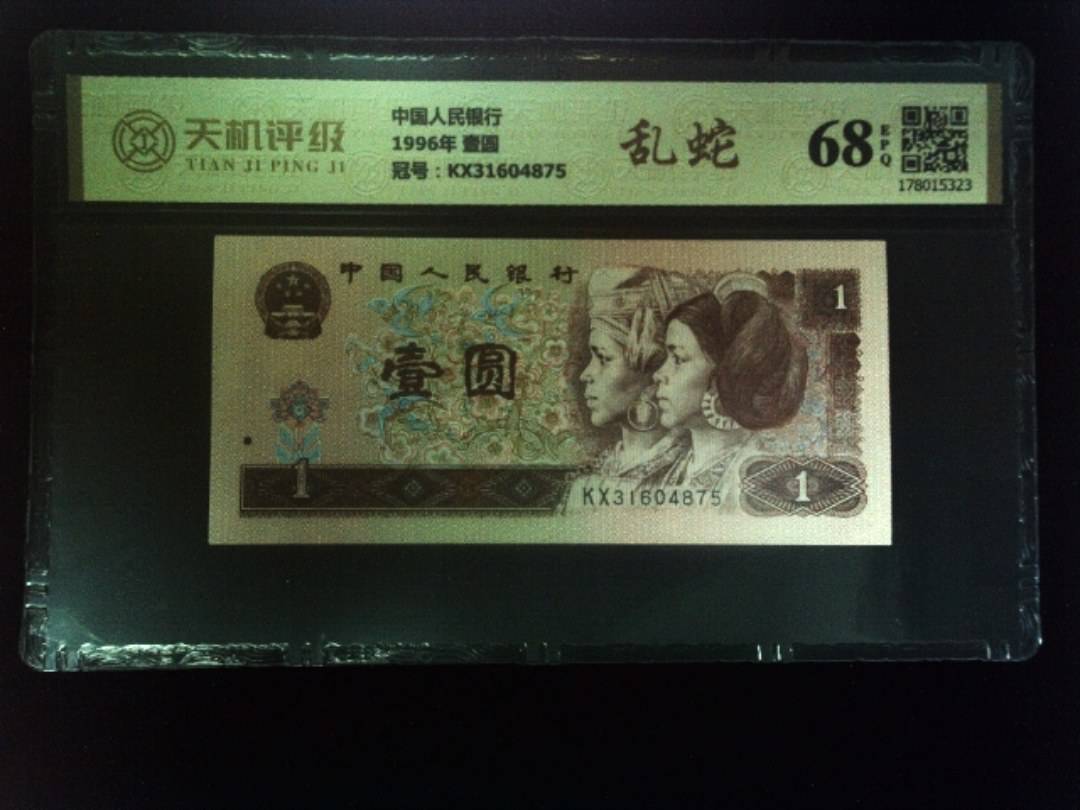 天机评级
TIAN JI PING JI
中国人民银行
1996年 壹圆
冠号：KX31604875
乱蛇
68
EPQ
178015323
中国人民银行
1
壹圆
1
KX31604875
1